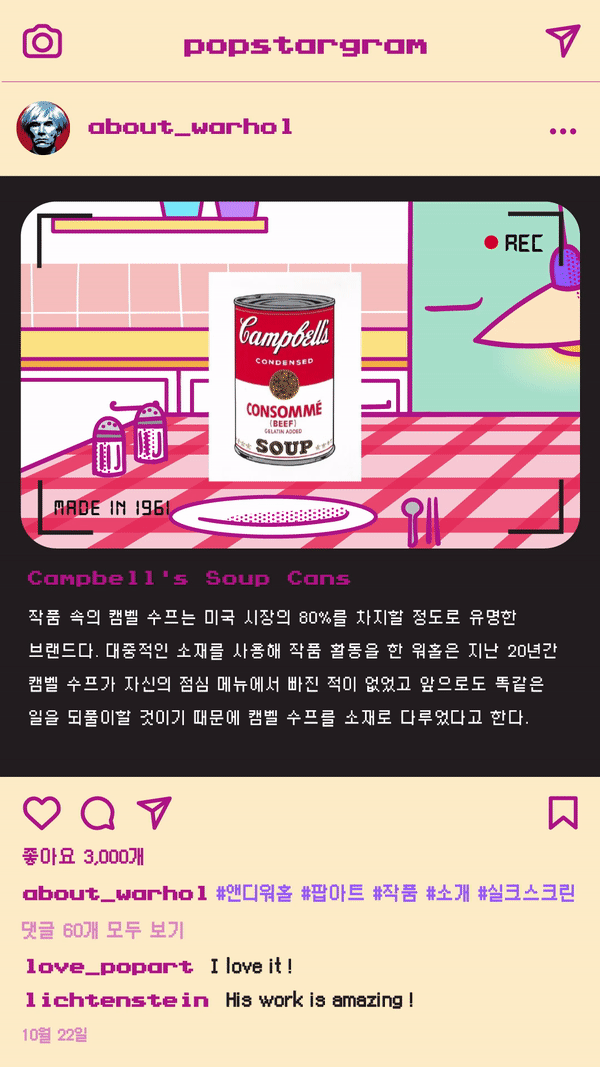 popstargram
about_warhol
REC
Campbell's
CONDENSED
CONSOMMÉ
(BEEF)
GELATIN ADDED
SOUP
MADE IN 1961
Campbell's Soup Cans
작품 속의 캠벨 수프는 미국 시장의 80%를 차지할 정도로 유명한
브랜드다. 대중적인 소재를 사용해 작품 활동을 한 워홀은 지난 20년간
캠벨 수프가 자신의 점심 메뉴에서 빠진 적이 없었고 앞으로도 똑같은
일을 되풀이할 것이기 때문에 캠벨 수프를 소재로 다루었다고 한다.
좋아요 3,000개
about_warhol #앤디워홀 #팝아트 #작품 #소개 #실크스크린
댓글 60개 모두 보기
love_popart I love it !
lichtenstein His work is amazing !
10월 22일